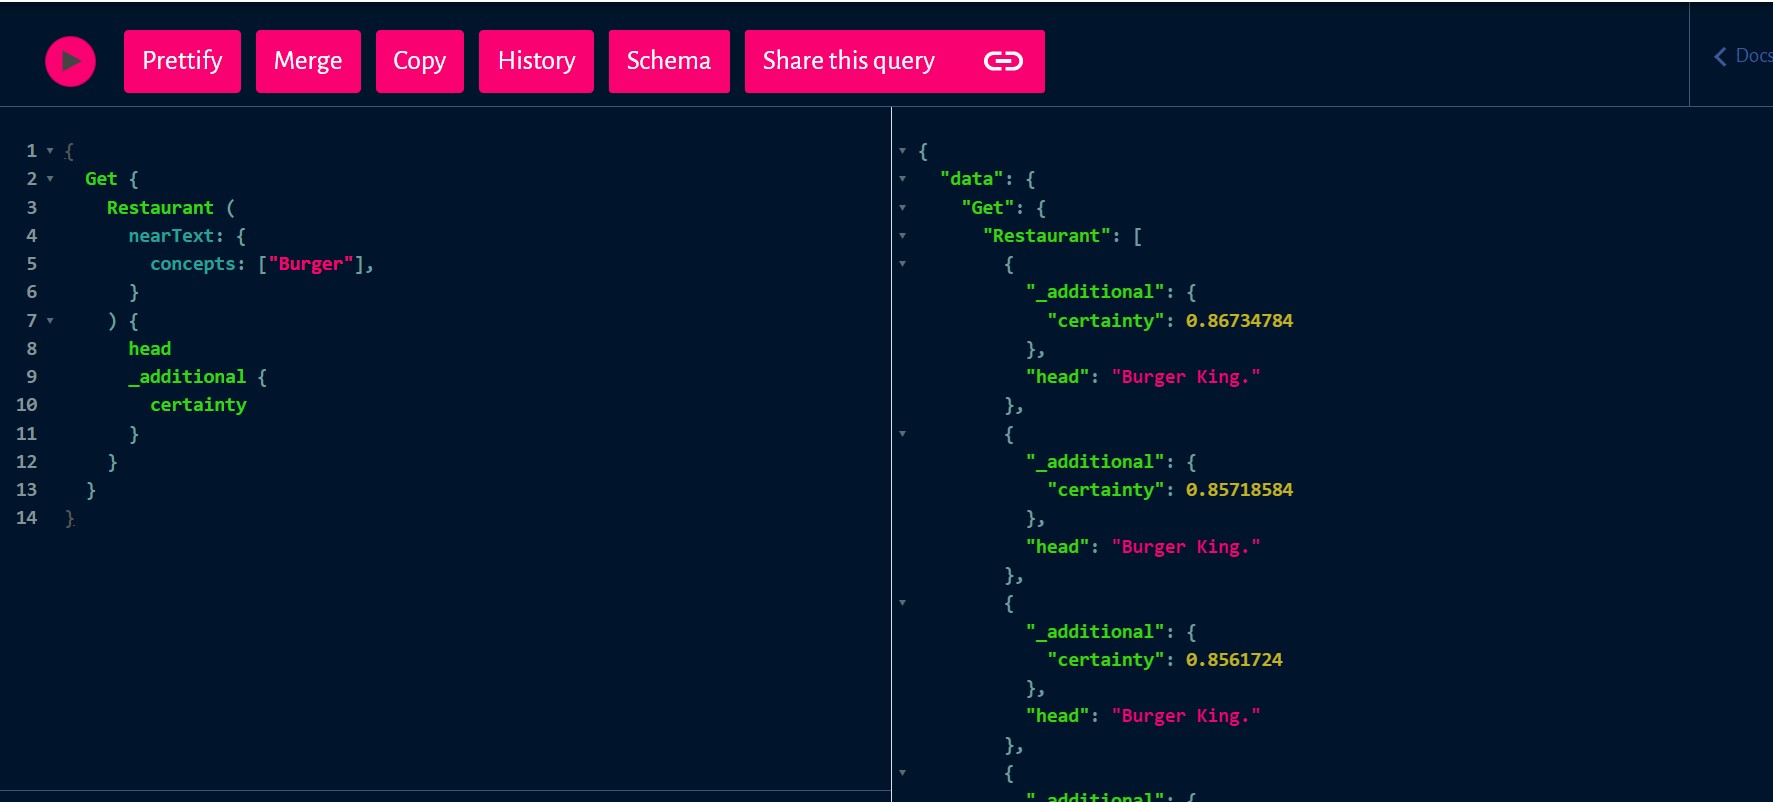 Prettify Merge Copy History Schema Share this query Docs
1 {
2 Get {
3 Restaurant (
4 nearText: {
5 concepts: ["Burger"],
6 }
7 ) {
8 head
9 _additional {
10 certainty
11 }
12 }
13 }
14 }
{
"data": {
"Get": {
"Restaurant": [
{
"_additional": {
"certainty": 0.86734784
},
"head": "Burger King."
},
{
"_additional": {
"certainty": 0.85718584
},
"head": "Burger King."
},
{
"_additional": {
"certainty": 0.8561724
},
"head": "Burger King."
},
{
"_additional": {